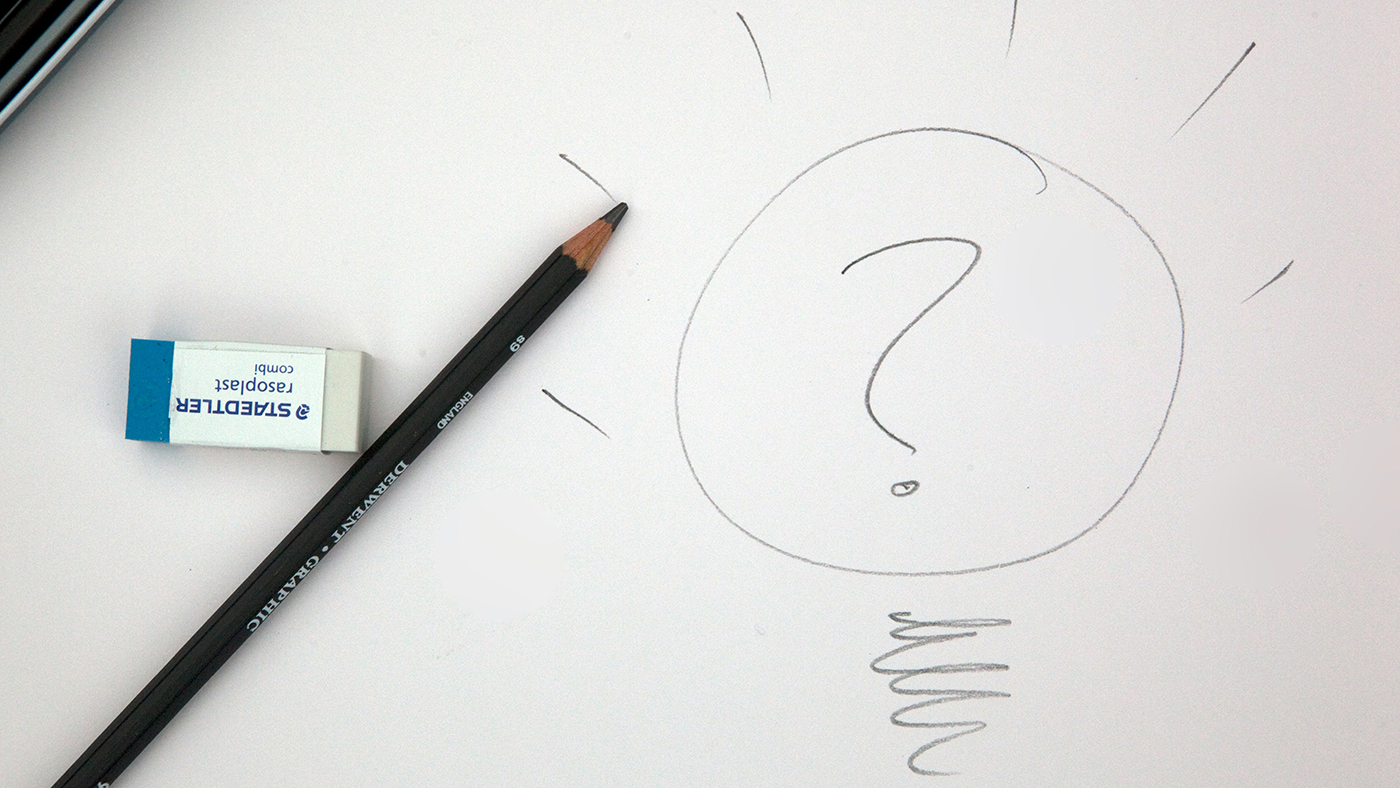 STAEDTLER
rasoplast
combi
6B ENGLAND DERWENT • GRAPHIC
?